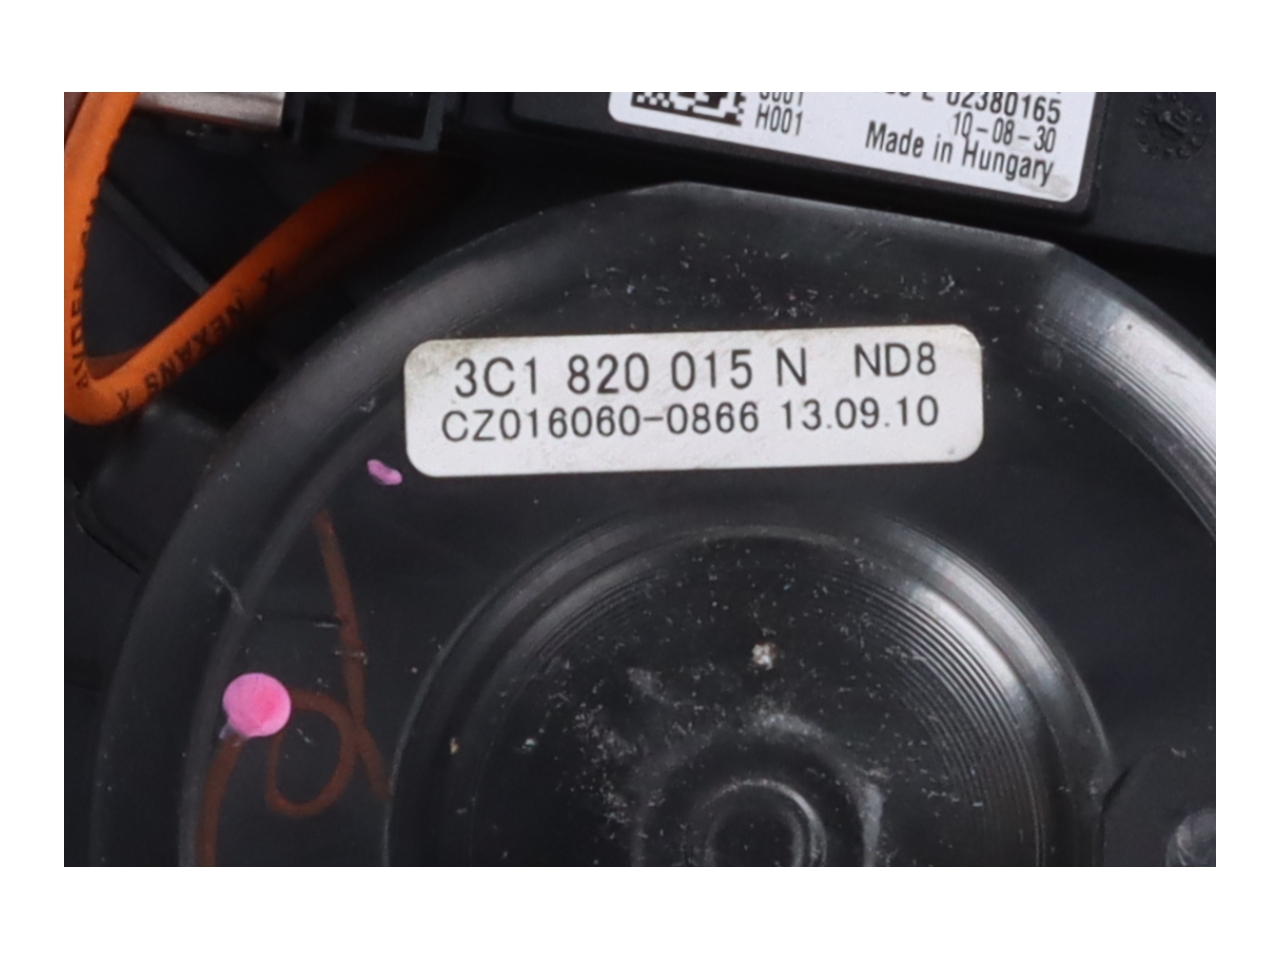 02380165
H001
10-08-30
Made in Hungary
NEXANS
3C1 820 015 N ND8
CZ016060-0866 13.09.10